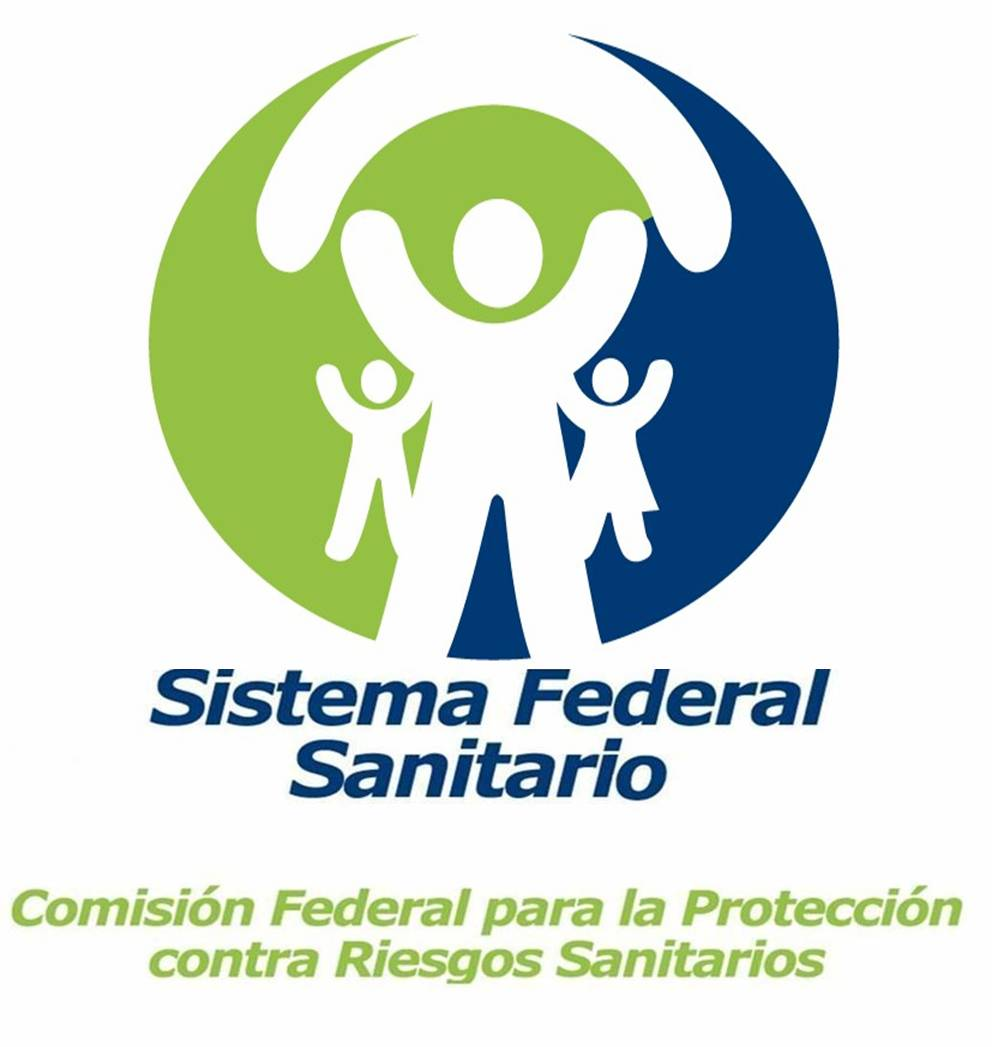 Sistema Federal
Sanitario
Comisión Federal para la Protección
contra Riesgos Sanitarios